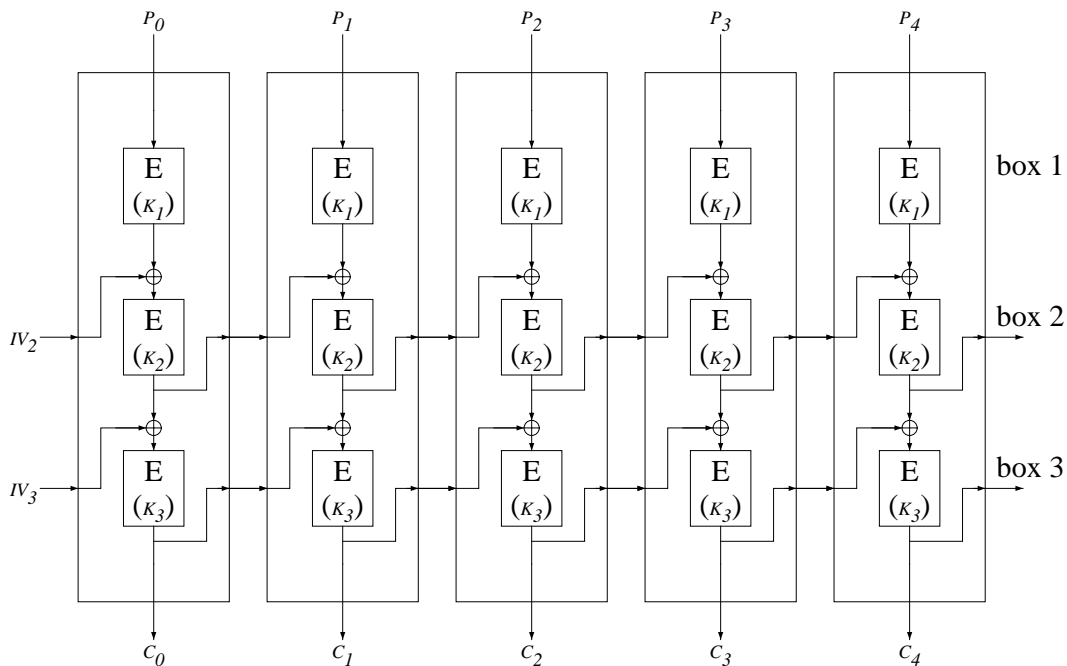 P0 P1 P2 P3 P4
E E E E E box 1
(K1) (K1) (K1) (K1) (K1)
E E E E E box 2
IV2 (K2) (K2) (K2) (K2) (K2)
E E E E E box 3
IV3 (K3) (K3) (K3) (K3) (K3)
C0 C1 C2 C3 C4